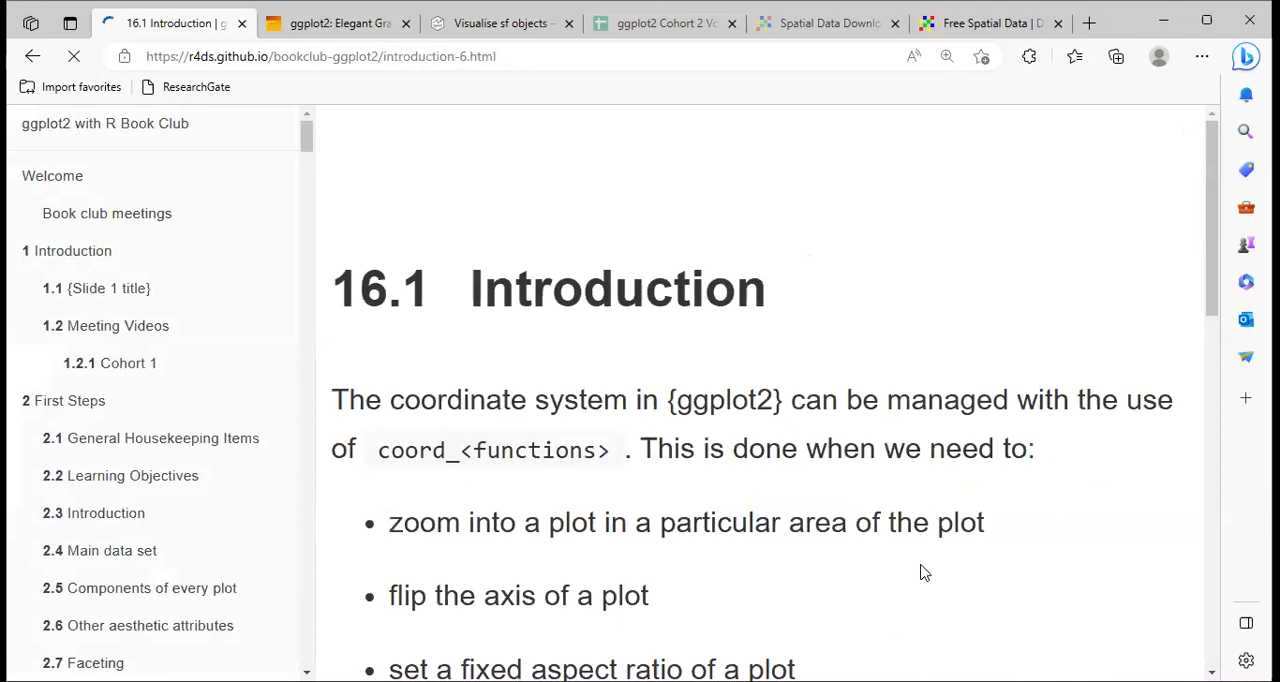 16.1 Introduction | g
ggplot2: Elegant Gra
Visualise sf objects –
ggplot2 Cohort 2 Vo
Spatial Data Downlo
Free Spatial Data | D
https://r4ds.github.io/bookclub-ggplot2/introduction-6.html
Import favorites
ResearchGate
ggplot2 with R Book Club
Welcome
Book club meetings
1 Introduction
1.1 {Slide 1 title}
1.2 Meeting Videos
1.2.1 Cohort 1
2 First Steps
2.1 General Housekeeping Items
2.2 Learning Objectives
2.3 Introduction
2.4 Main data set
2.5 Components of every plot
2.6 Other aesthetic attributes
2.7 Faceting
16.1 Introduction
The coordinate system in {ggplot2} can be managed with the use
of coord_<functions> . This is done when we need to:
• zoom into a plot in a particular area of the plot
• flip the axis of a plot
• set a fixed aspect ratio of a plot